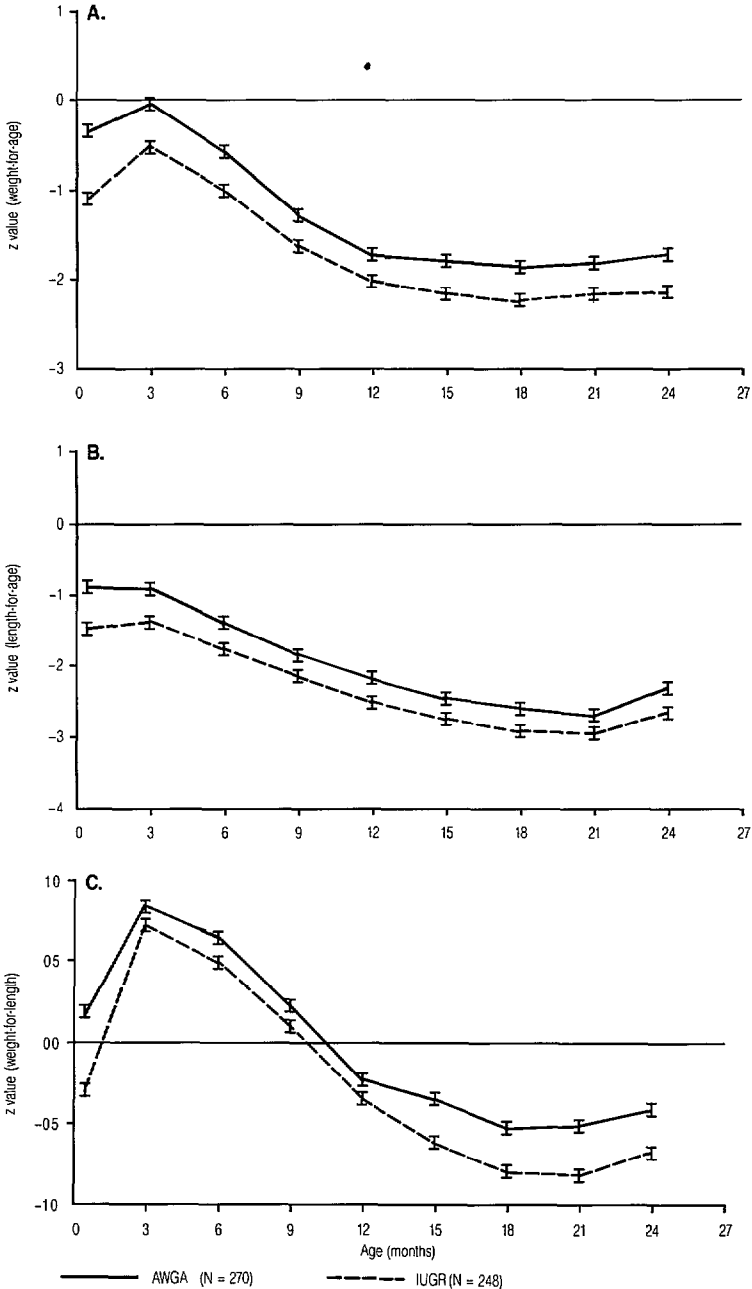 A.
1
0
-1
-2
-3
z value (weight-for-age)
0 3 6 9 12 15 18 21 24 27
B.
1
0
-1
-2
-3
-4
z value (length-for-age)
0 3 6 9 12 15 18 21 24 27
C.
10
05
00
-05
-10
z value (weight-for-length)
0 3 6 9 12 15 18 21 24 27
Age (months)
AWGA (N = 270) IUGR (N = 248)